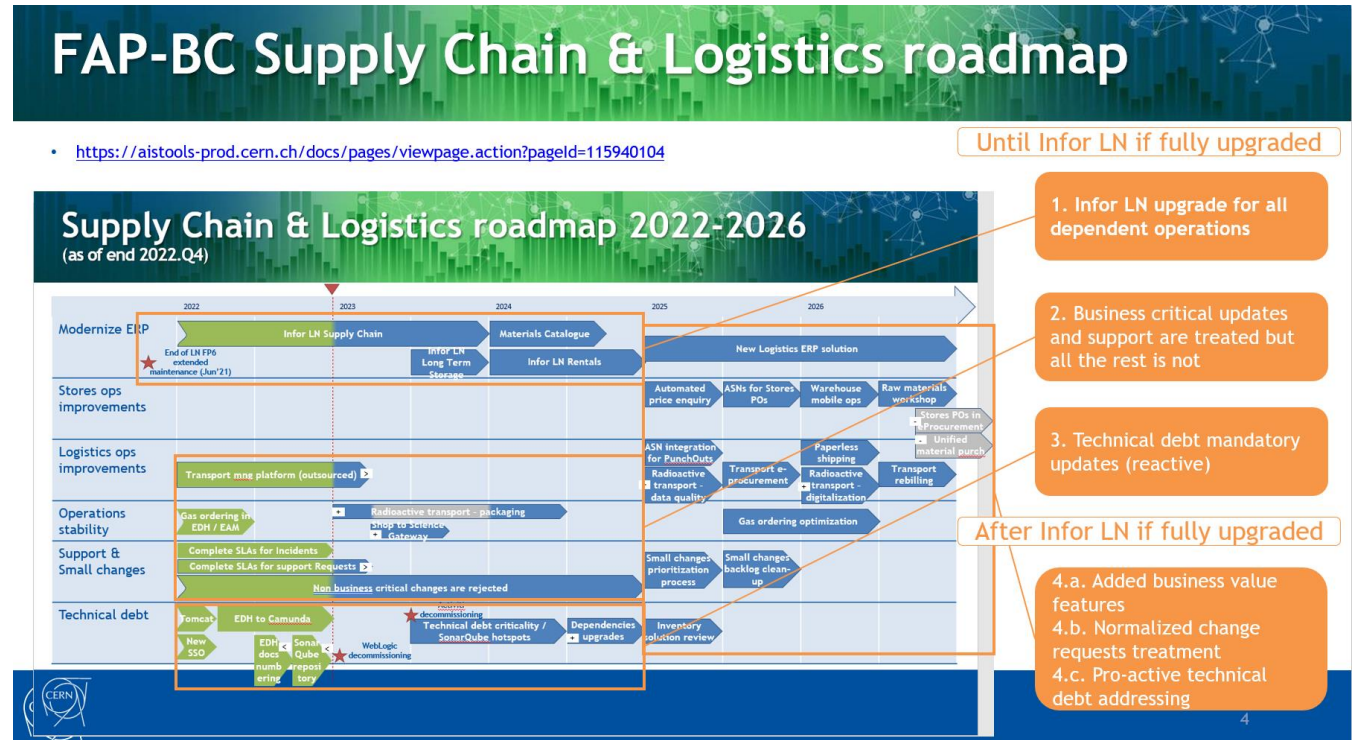 FAP-BC Supply Chain & Logistics roadmap
• https://aistools-prod.cern.ch/docs/pages/viewpage.action?pageId=115940104
Until Infor LN if fully upgraded
1. Infor LN upgrade for all
dependent operations
2. Business critical updates
and support are treated but
all the rest is not
3. Technical debt mandatory
updates (reactive)
After Infor LN if fully upgraded
4.a. Added business value
features
4.b. Normalized change
requests treatment
4.c. Pro-active technical
debt addressing
Supply Chain & Logistics roadmap 2022-2026
(as of end 2022.Q4)
2022 2023 2024 2025 2026
Modernize ERP
Infor LN Supply Chain
Materials Catalogue
End of LN FP6
extended
maintenance (Jun'21)
Infor LN
Long Term
Storage
Infor LN Rentals
New Logistics ERP solution
Stores ops
improvements
Automated
price enquiry
ASNs for Stores
POs
Warehouse
mobile ops
Raw materials
workshop
- Stores POs in
eProcurement
- Unified
material purch
Logistics ops
improvements
Transport mng platform (outsourced) >
ASN integration
for PunchOuts
+ Radioactive
transport -
data quality
Transport e-
procurement
Paperless
shipping
+ Radioactive
transport -
digitalization
Transport
rebilling
Operations
stability
Gas ordering in
EDH / EAM
+ Radioactive transport - packaging
+ Shop to Science
Gateway
Gas ordering optimization
Support &
Small changes
Complete SLAs for Incidents
Complete SLAs for support Requests >
Non business critical changes are rejected
Small changes
prioritization
process
Small changes
backlog clean-
up
Technical debt
Tomcat
EDH to Camunda
New
SSO
EDH <
docs
numb
ering
Sonar <
Qube
reposi
tory
WebLogic
decommissioning
decommissioning
Technical debt criticality /
SonarQube hotspots
Dependencies
+ upgrades
Inventory
solution review
CERN
4